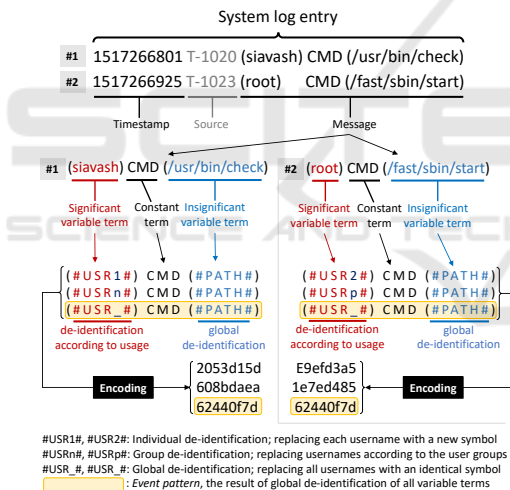 System log entry
#1 1517266801 T-1020 (siavash) CMD (/usr/bin/check)
#2 1517266925 T-1023 (root) CMD (/fast/sbin/start)
Timestamp Source Message
#1 (siavash) CMD (/usr/bin/check)
Significant variable term
Constant term
Insignificant variable term
(#USR1#) CMD (#PATH#)
(#USRn#) CMD (#PATH#)
(#USR_#) CMD (#PATH#)
de-identification according to usage
global de-identification
Encoding
2053d15d
608bdaea
62440f7d
#2 (root) CMD (/fast/sbin/start)
Significant variable term
Constant term
Insignificant variable term
(#USR2#) CMD (#PATH#)
(#USRp#) CMD (#PATH#)
(#USR_#) CMD (#PATH#)
de-identification according to usage
global de-identification
E9efd3a5
1e7ed485
62440f7d
Encoding
#USR1#, #USR2#: Individual de-identification; replacing each username with a new symbol
#USRn#, #USRp#: Group de-identification; replacing usernames according to the user groups
#USR_#, #USR_#: Global de-identification; replacing all usernames with an identical symbol
: Event pattern, the result of global de-identification of all variable terms